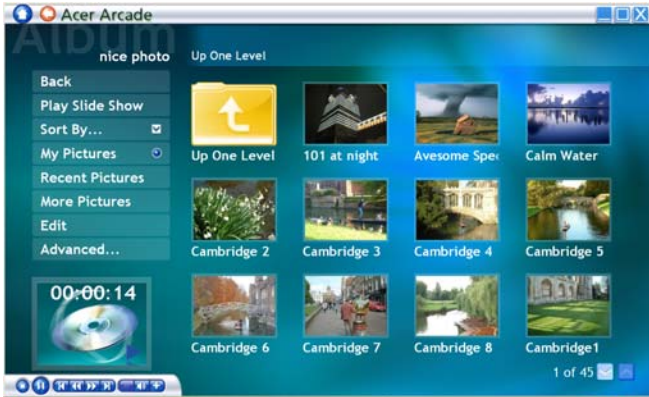 Acer Arcade
Album
nice photo
Up One Level
Back
Play Slide Show
Sort By...
My Pictures
Recent Pictures
More Pictures
Edit
Advanced...
00:00:14
Up One Level
101 at night
Avesome Spec
Calm Water
Cambridge 2
Cambridge 3
Cambridge 4
Cambridge 5
Cambridge 6
Cambridge 7
Cambridge 8
Cambridge1
1 of 45